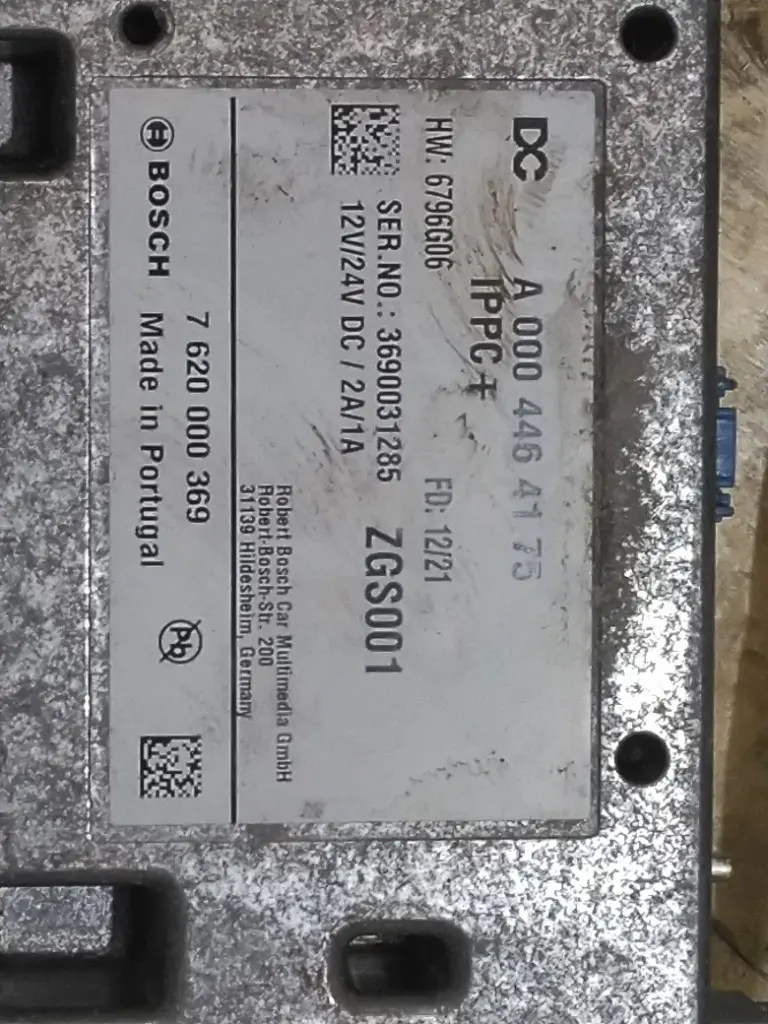 DC A 000 446 41 75
IPPC+
HW: 6796G06 FD: 12/21
SER.NO.: 3690031285 ZGS001
12V/24V DC / 2A/1A
Robert Bosch Car Multimedia GmbH
Robert-Bosch-Str. 200
31139 Hildesheim, Germany
7 620 000 369 Pb
BOSCH Made in Portugal